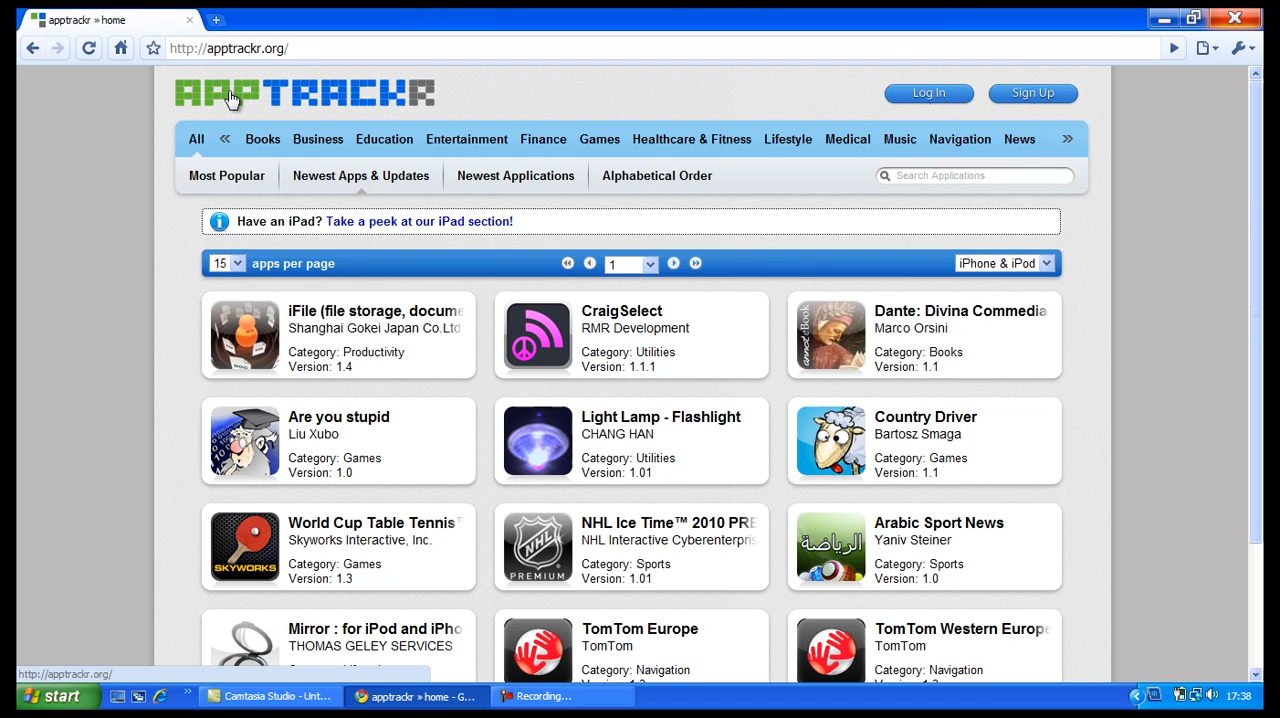 apptrackr » home
http://apptrackr.org/
APPTRACKR
Log In
Sign Up
All « Books Business Education Entertainment Finance Games Healthcare & Fitness Lifestyle Medical Music Navigation News »
Most Popular Newest Apps & Updates Newest Applications Alphabetical Order Search Applications
Have an iPad? Take a peek at our iPad section!
15 apps per page 1 iPhone & iPod
iFile (file storage, docume
Shanghai Gokei Japan Co.Ltd
Category: Productivity
Version: 1.4
CraigSelect
RMR Development
Category: Utilities
Version: 1.1.1
annotBook
Dante: Divina Commedia
Marco Orsini
Category: Books
Version: 1.1
Are you stupid
Liu Xubo
Category: Games
Version: 1.0
Light Lamp - Flashlight
CHANG HAN
Category: Utilities
Version: 1.01
Country Driver
Bartosz Smaga
Category: Games
Version: 1.1
SKYWORKS
World Cup Table Tennis™
Skyworks Interactive, Inc.
Category: Games
Version: 1.3
NHL
PREMIUM
NHL Ice Time™ 2010 PRE
NHL Interactive Cyberenterpris
Category: Sports
Version: 1.01
الرياضة
Arabic Sport News
Yaniv Steiner
Category: Sports
Version: 1.0
Mirror : for iPod and iPho
THOMAS GELEY SERVICES
TomTom Europe
TomTom
Category: Navigation
TomTom Western Europe
TomTom
Category: Navigation
http://apptrackr.org/
start
Camtasia Studio - Unt...
apptrackr » home - G...
Recording...
17:38